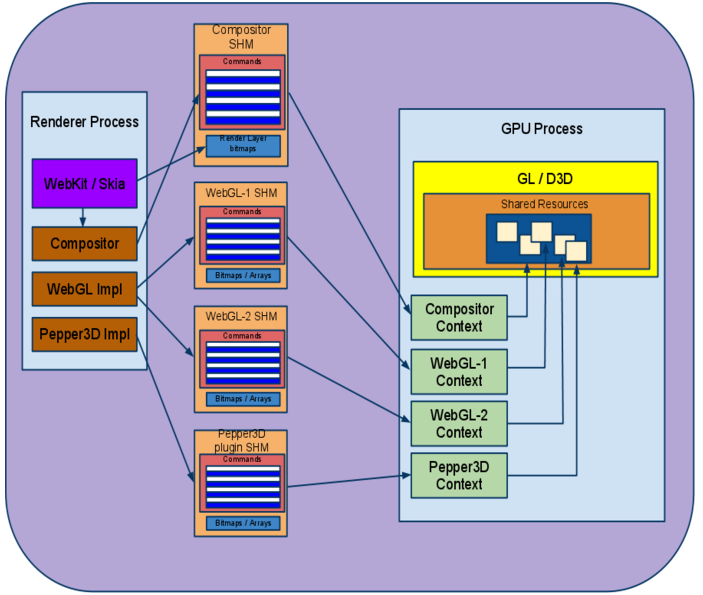 Renderer Process
WebKit / Skia
Compositor
WebGL Impl
Pepper3D Impl
Compositor
SHM
Commands
Render Layer
bitmaps
WebGL-1 SHM
Commands
Bitmaps / Arrays
WebGL-2 SHM
Commands
Bitmaps / Arrays
Pepper3D
plugin SHM
Commands
Bitmaps / Arrays
GPU Process
GL / D3D
Shared Resources
Compositor
Context
WebGL-1
Context
WebGL-2
Context
Pepper3D
Context